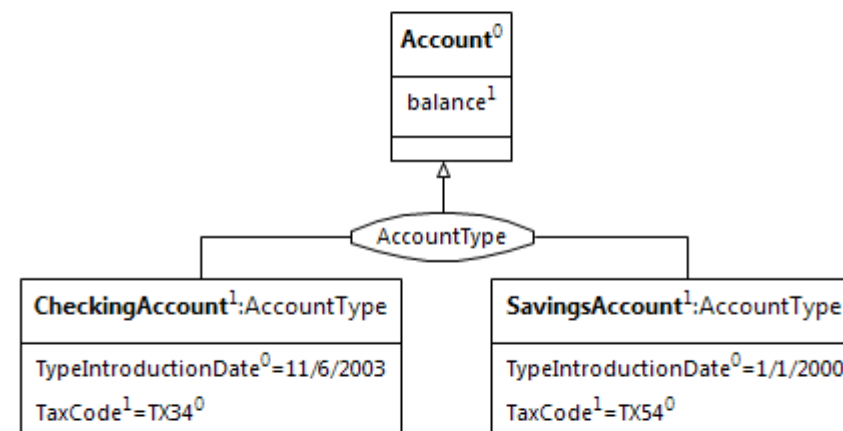 Account⁰
balance¹
AccountType
CheckingAccount¹:AccountType
TypeIntroductionDate⁰=11/6/2003
TaxCode¹=TX34⁰
SavingsAccount¹:AccountType
TypeIntroductionDate⁰=1/1/2000
TaxCode¹=TX54⁰